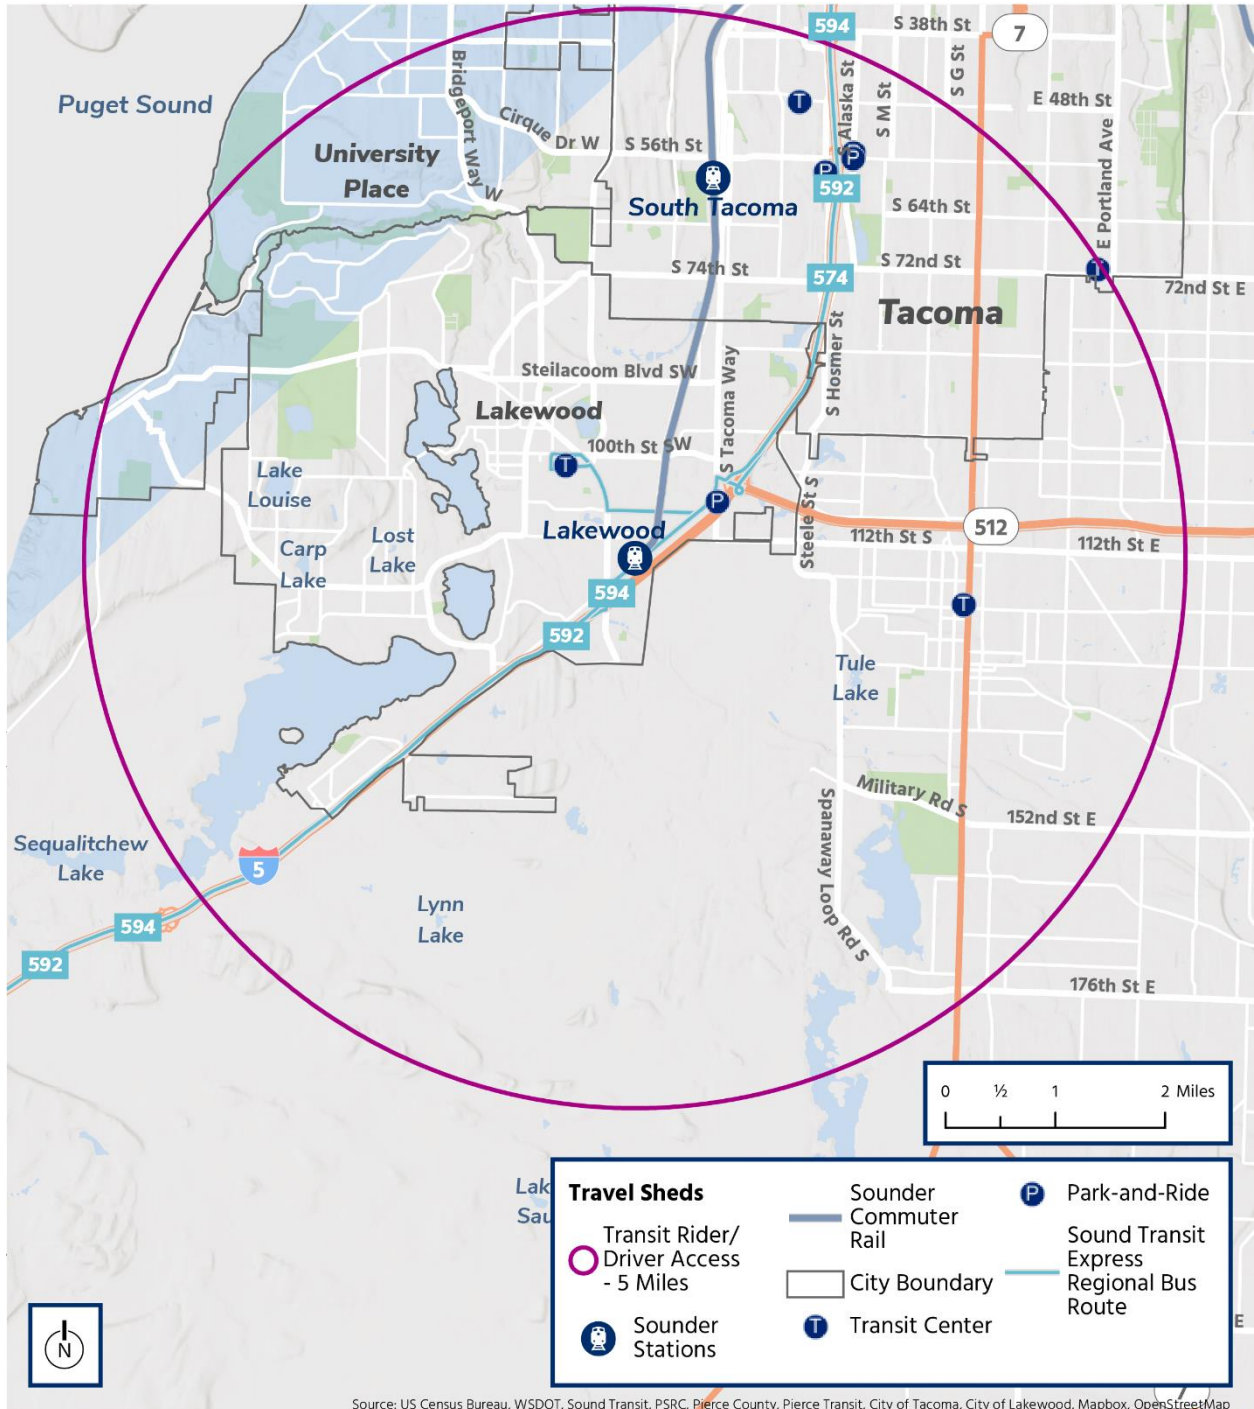 594
S 38th St
7
Puget Sound
Bridgeport Way W
Cirque Dr W
S 56th St
T
S Alaska St
S M St
S G St
E 48th St
E Portland Ave
University
Place
P
P
592
South Tacoma
S 64th St
S 74th St
574
S 72nd St
T
72nd St E
Tacoma
S Hosmer St
Steilacoom Blvd SW
S Tacoma Way
Lakewood
100th St SW
T
Lake
Louise
P
Steele St S
Lost
Lake
Carp
Lake
Lakewood
512
112th St S
112th St E
594
T
592
Tule
Lake
Military Rd S
152nd St E
Spanaway Loop Rd S
Sequalitchew
Lake
5
594
Lynn
Lake
592
176th St E
0 ½ 1 2 Miles
Lak
Sau
Travel Sheds
Transit Rider/
Driver Access
- 5 Miles
Sounder
Stations
Sounder
Commuter
Rail
City Boundary
T Transit Center
P Park-and-Ride
Sound Transit
Express
Regional Bus
Route
E
N
7
Source: US Census Bureau, WSDOT, Sound Transit, PSRC, Pierce County, Pierce Transit, City of Tacoma, City of Lakewood, Mapbox, OpenStreetMap